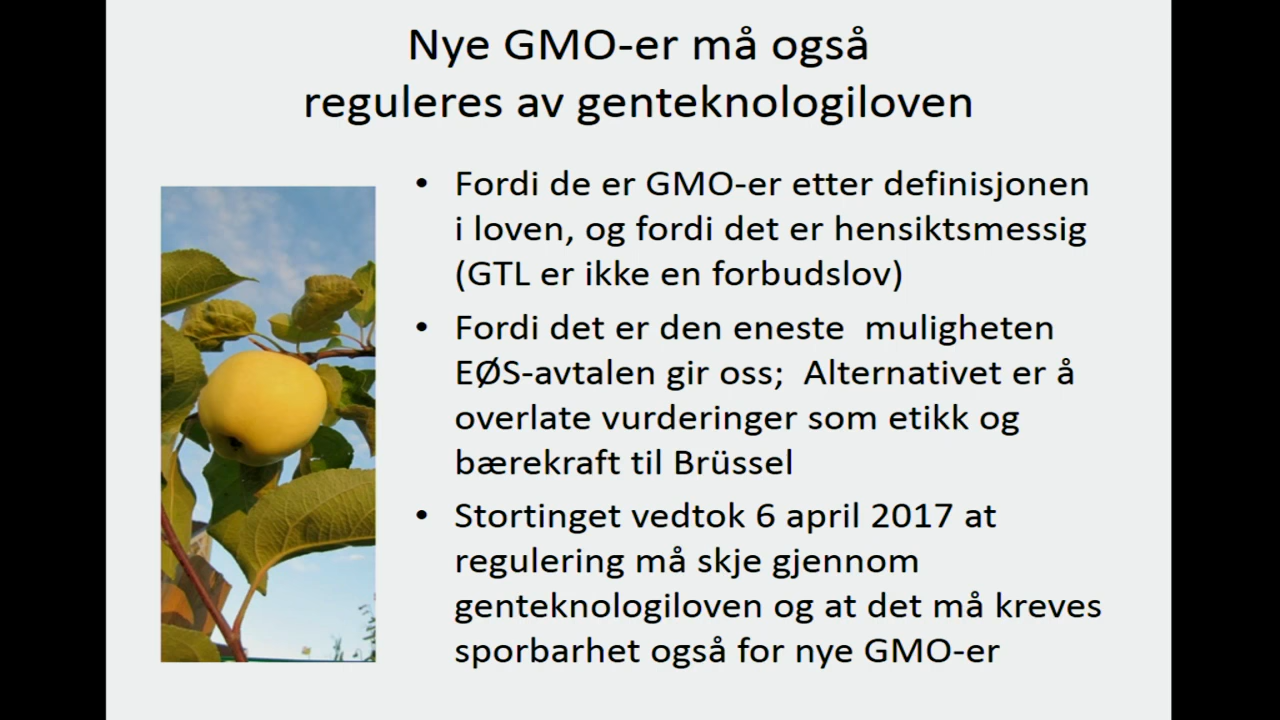 Nye GMO-er må også
reguleres av genteknologiloven
• Fordi de er GMO-er etter definisjonen
i loven, og fordi det er hensiktsmessig
(GTL er ikke en forbudslov)
• Fordi det er den eneste  muligheten
EØS-avtalen gir oss;  Alternativet er å
overlate vurderinger som etikk og
bærekraft til Brüssel
• Stortinget vedtok 6 april 2017 at
regulering må skje gjennom
genteknologiloven og at det må kreves
sporbarhet også for nye GMO-er